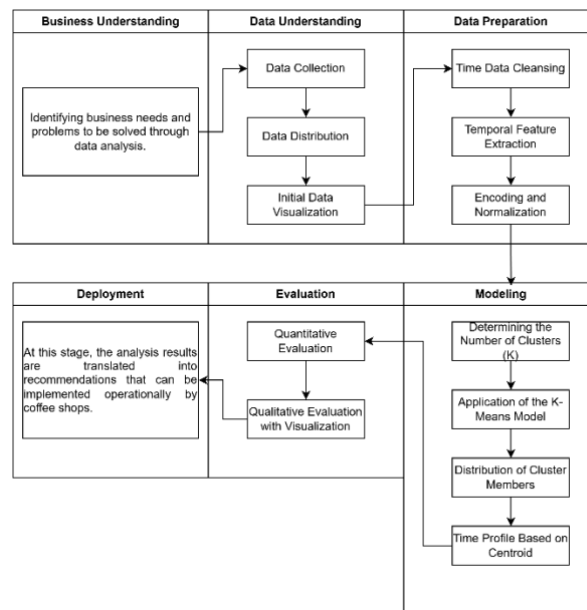 Business Understanding
Identifying business needs and
problems to be solved through
data analysis.
Data Understanding
Data Collection
Data Distribution
Initial Data
Visualization
Data Preparation
Time Data Cleansing
Temporal Feature
Extraction
Encoding and
Normalization
Modeling
Determining the
Number of Clusters
(K)
Application of the K-
Means Model
Distribution of Cluster
Members
Time Profile Based on
Centroid
Evaluation
Quantitative
Evaluation
Qualitative Evaluation
with Visualization
Deployment
At this stage, the analysis results
are translated into
recommendations that can be
implemented operationally by
coffee shops.